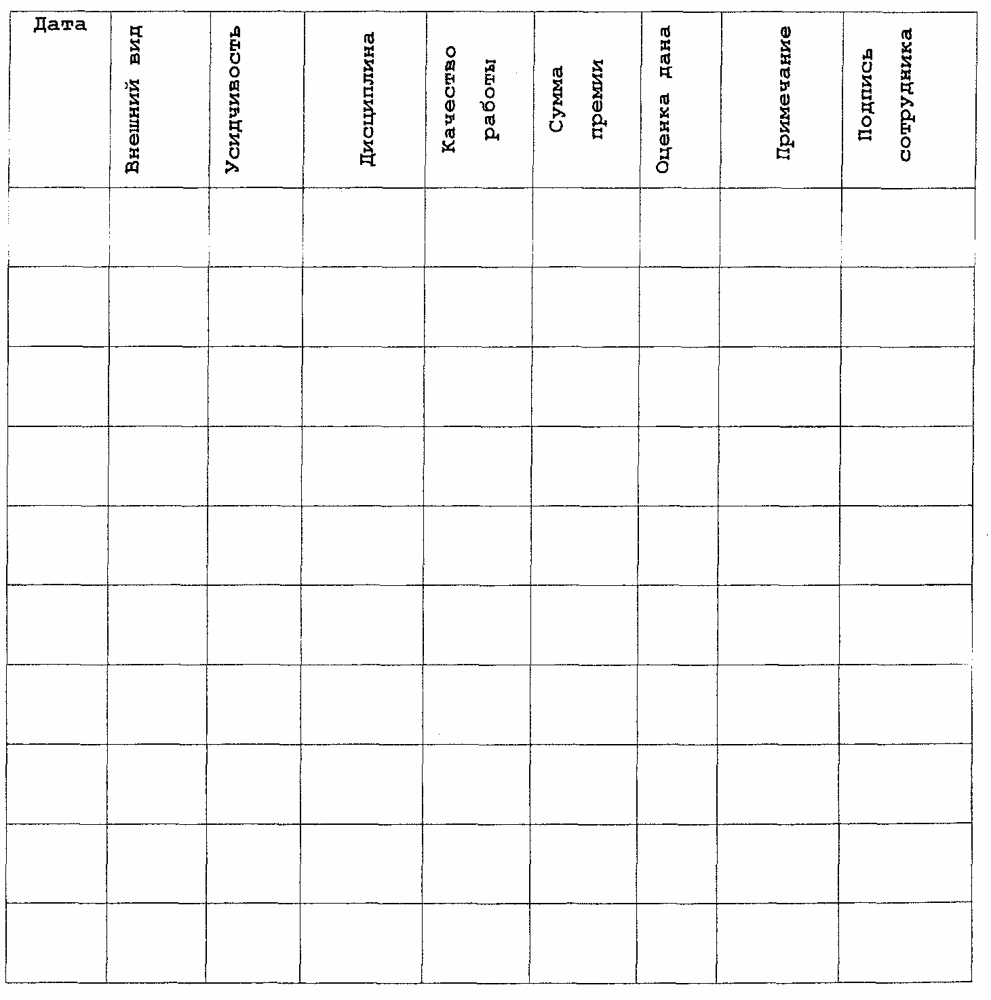 Дата
Внешний вид
Усидчивость
Дисциплина
Качество
работы
Сумма
премии
Оценка дана
Примечание
Подпись
сотрудника